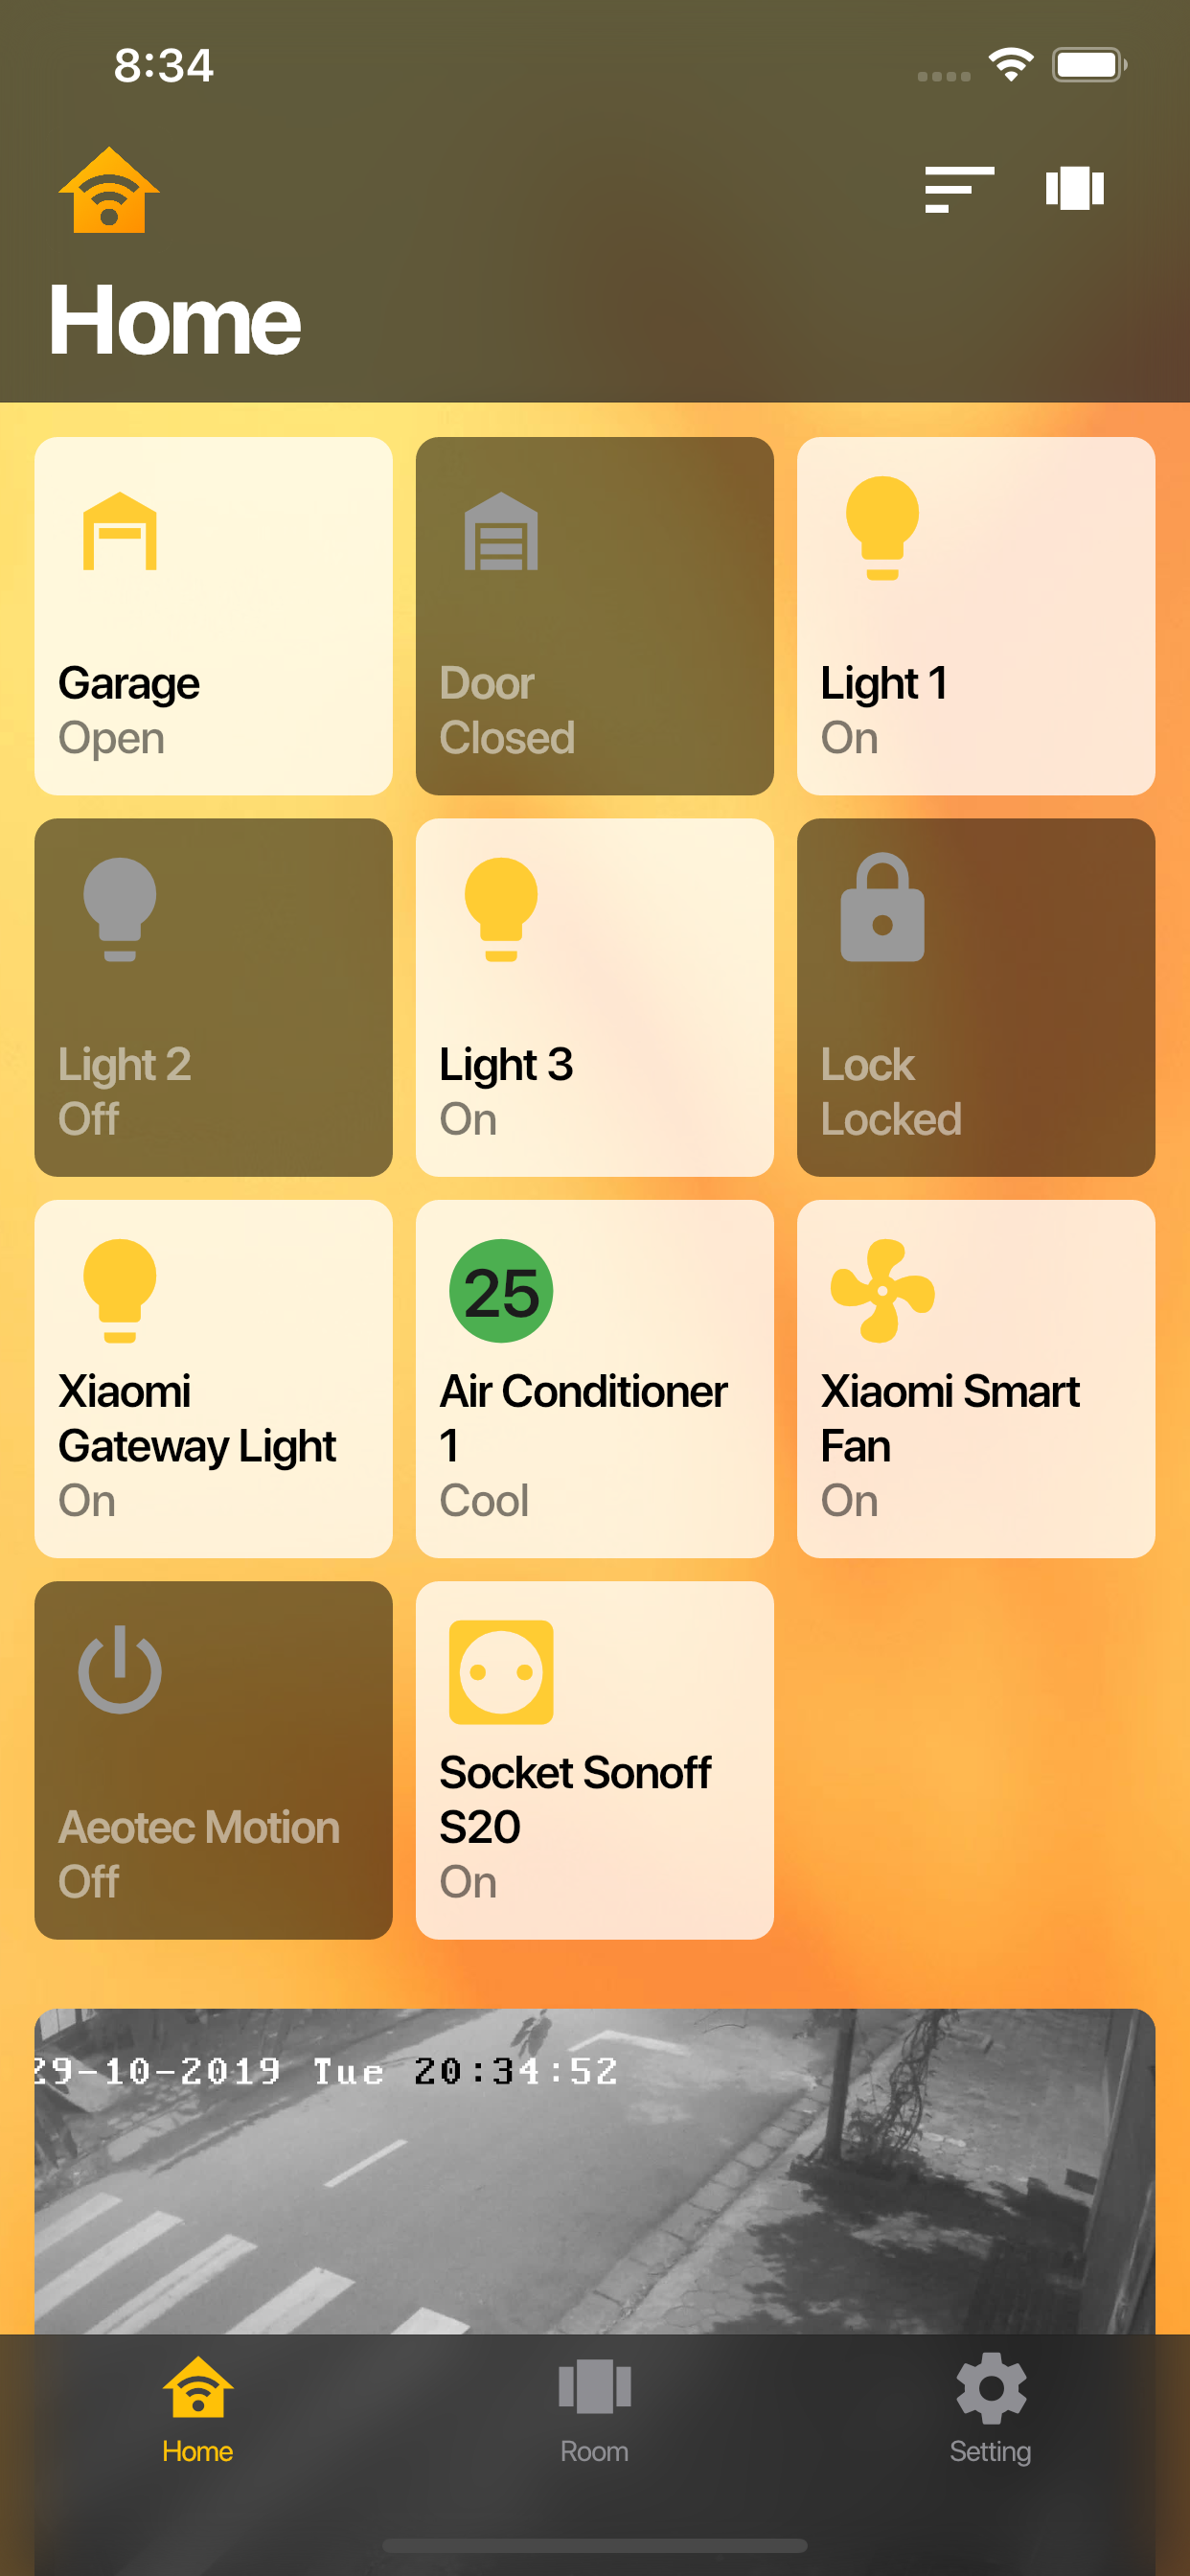 8:34
Home
Garage
Open
Door
Closed
Light 1
On
Light 2
Off
Light 3
On
Lock
Locked
Xiaomi
Gateway Light
On
25
Air Conditioner
1
Cool
Xiaomi Smart
Fan
On
Aeotec Motion
Off
Socket Sonoff
S20
On
29-10-2019 Tue 20:34:52
Home
Room
Setting